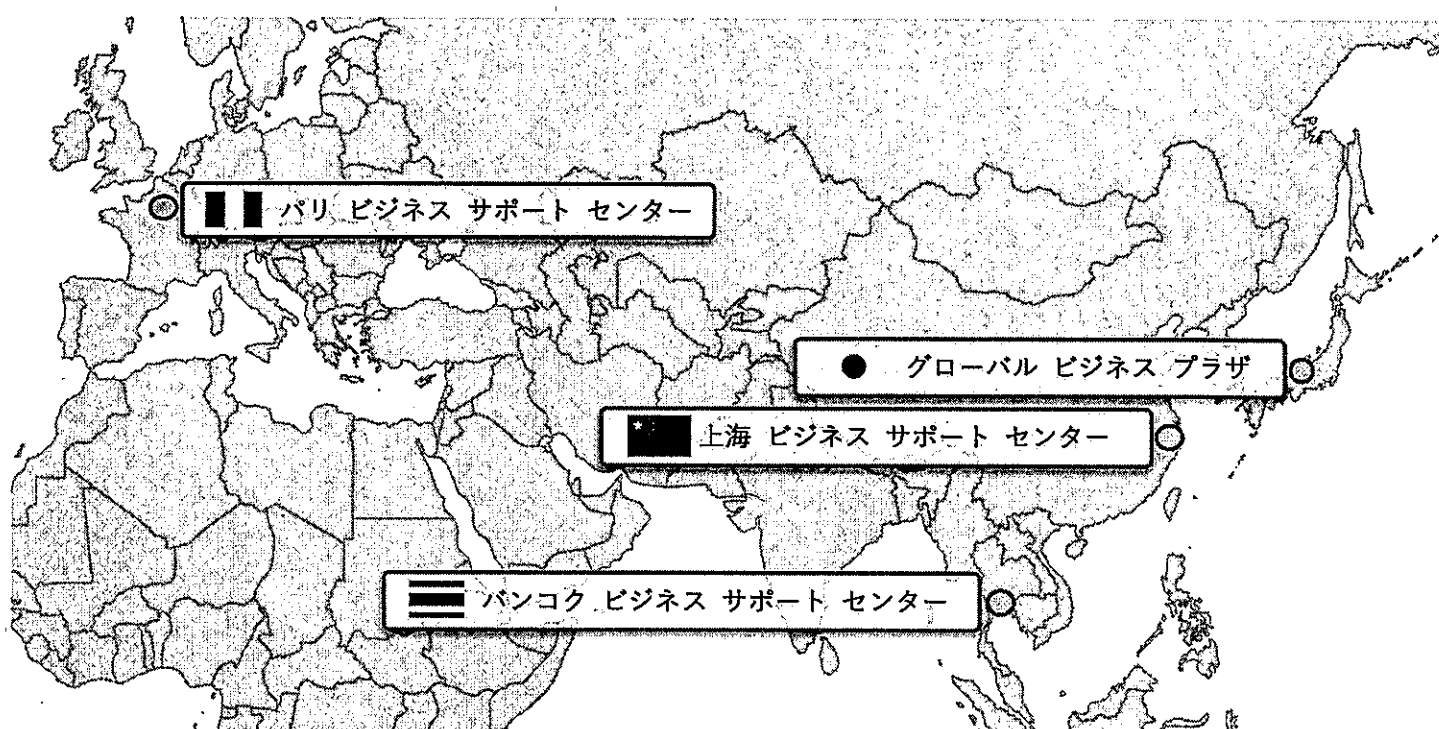 パリ ビジネス サポート センター
グローバル ビジネス プラザ
上海 ビジネス サポート センター
バンコク ビジネス サポート センター